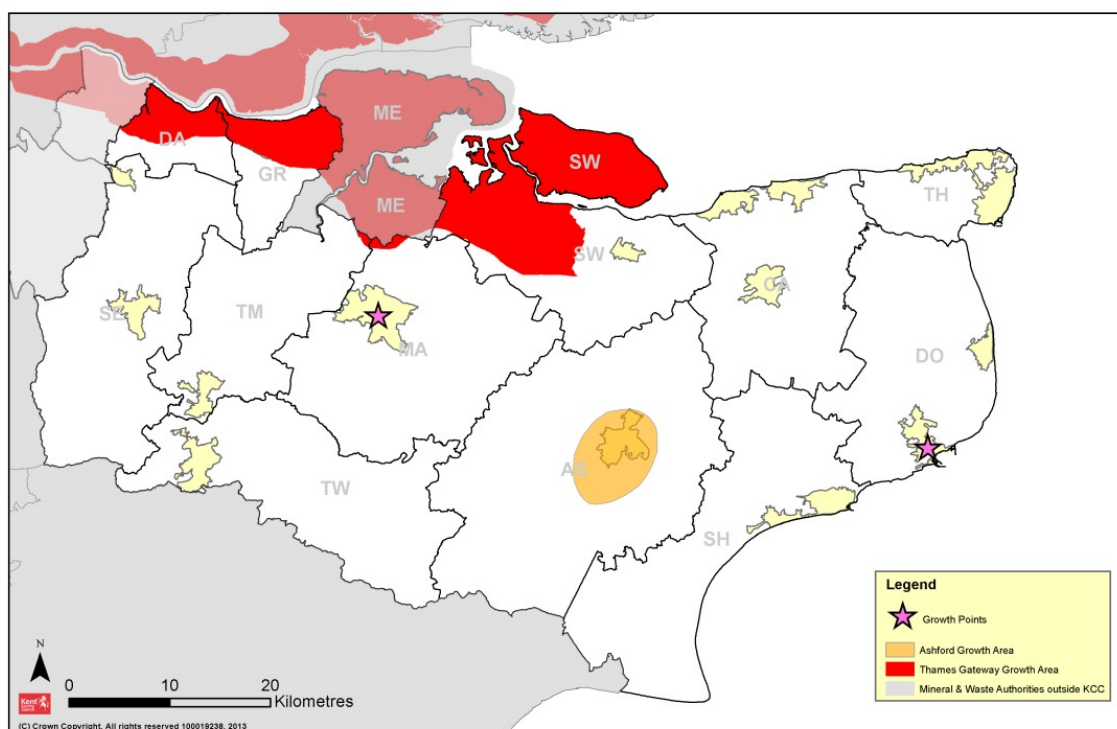 ME
DA
SW
GR
TH
ME
SW
CA
SE
TM
MA
DO
AS
TW
SH
Legend
Growth Points
Ashford Growth Area
Thames Gateway Growth Area
Mineral & Waste Authorities outside KCC
N
0 10 20
Kilometres
Kent
(C) Crown Copyright. All rights reserved 100019238, 2013